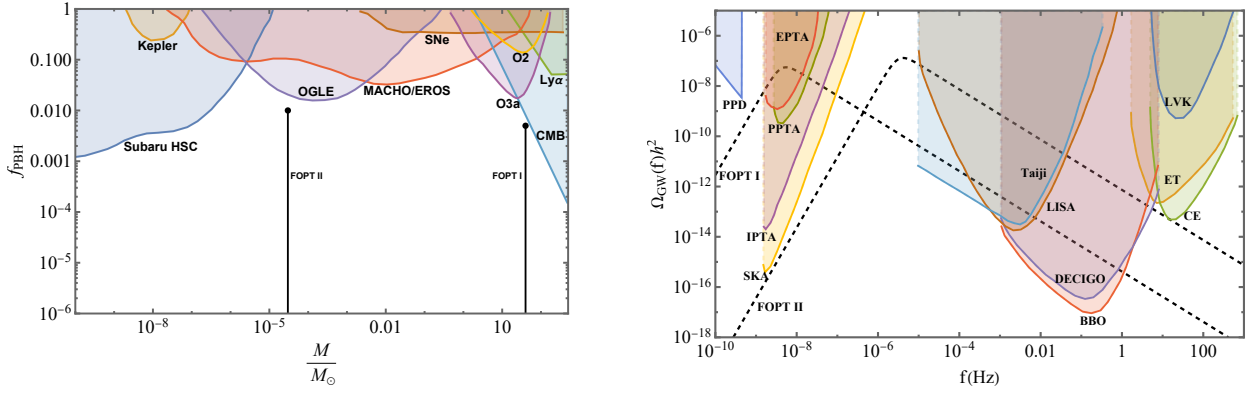 1
0.100
0.010
0.001
10^{-4}
10^{-5}
10^{-6}
f_{PBH}
Kepler
Subaru HSC
OGLE
MACHO/EROS
SNe
O2
O3a
Lyα
CMB
FOPT II
FOPT I
10^{-8} 10^{-5} 0.01 10
M
M_⊙
10^{-6}
10^{-8}
10^{-10}
10^{-12}
10^{-14}
10^{-16}
10^{-18}
Ω_{GW}(f)h^2
EPTA
PPD
PPTA
LVK
FOPT I
Taiji
ET
LISA
CE
IPTA
SKA
DECIGO
FOPT II
BBO
10^{-10} 10^{-8} 10^{-6} 10^{-4} 0.01 1 100
f(Hz)